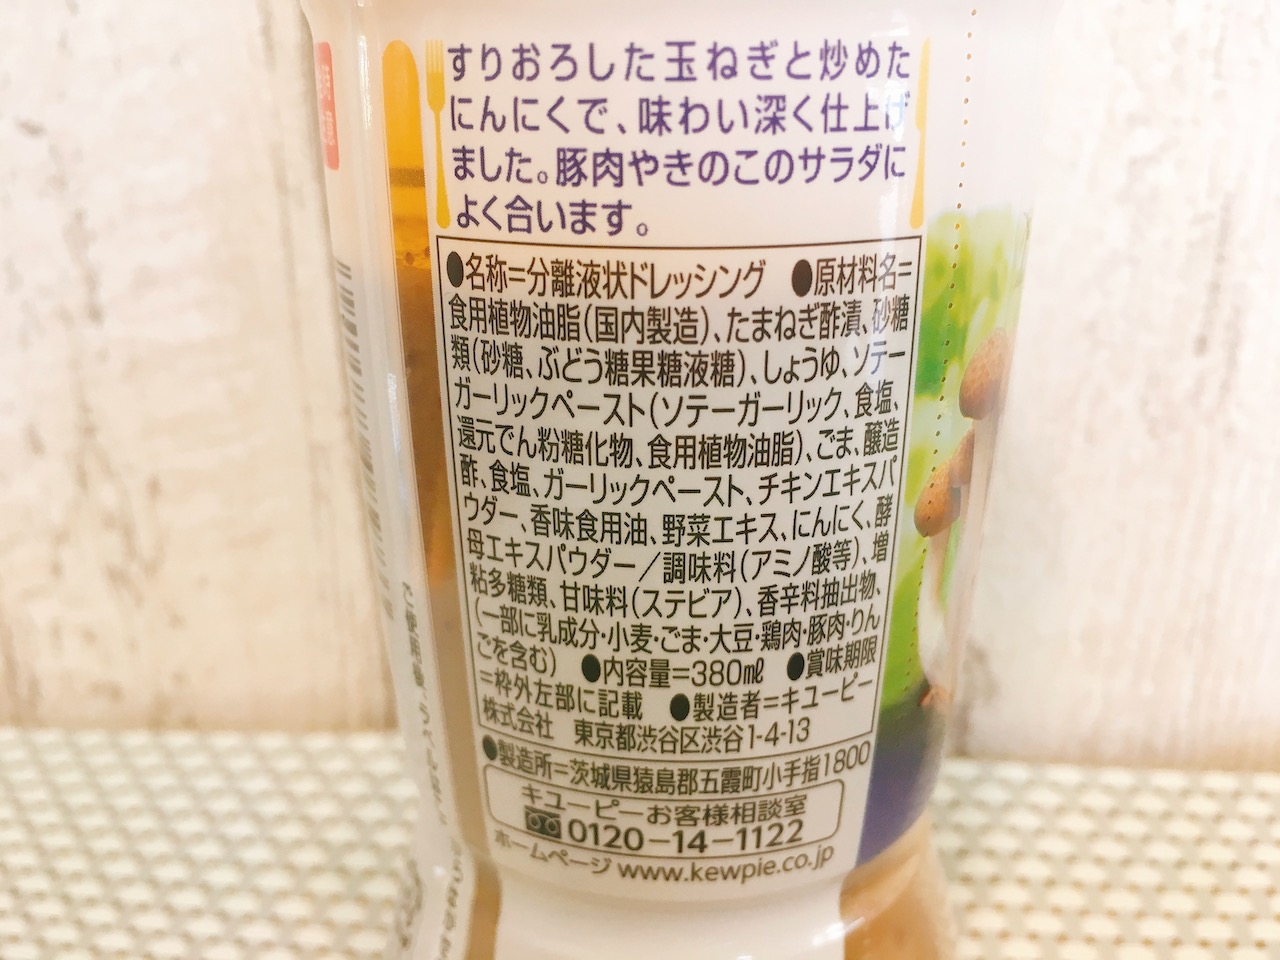 すりおろした玉ねぎと炒めた
にんにくで、味わい深く仕上げ
ました。豚肉やきのこのサラダに
よく合います。
●名称=分離液状ドレッシング ●原材料名=
食用植物油脂(国内製造)、たまねぎ酢漬、砂糖
類(砂糖、ぶどう糖果糖液糖)、しょうゆ、ソテー
ガーリックペースト(ソテーガーリック、食塩、
還元でん粉糖化物、食用植物油脂)、ごま、醸造
酢、食塩、ガーリックペースト、チキンエキスパ
ウダー、香味食用油、野菜エキス、にんにく、酵
母エキスパウダー/調味料(アミノ酸等)、増
粘多糖類、甘味料(ステビア)、香辛料抽出物、
(一部に乳成分・小麦・ごま・大豆・鶏肉・豚肉・りん
ごを含む) ●内容量=380㎖ ●賞味期限
=枠外左部に記載 ●製造者=キユーピー
株式会社 東京都渋谷区渋谷1-4-13
●製造所=茨城県猿島郡五霞町小手指1800
キユーピーお客様相談室
0120-14-1122
ホームページ www.kewpie.co.jp